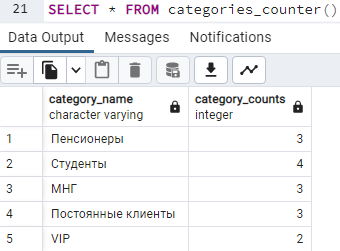 21 SELECT * FROM categories_counter()
Data Output Messages Notifications
category_name category_counts
character varying integer
1 Пенсионеры 3
2 Студенты 4
3 МНГ 3
4 Постоянные клиенты 3
5 VIP 2